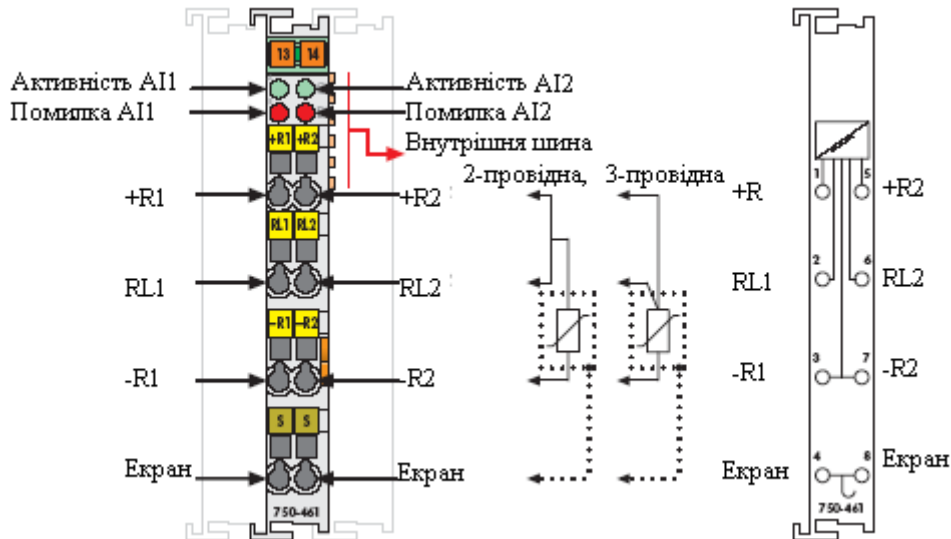 13 14
Активність AI1
Активність AI2
Помилка AI1
Помилка AI2
Внутрішня шина
+R1 +R2
2-провідна, 3-провідна
+R1
+R2
+R
1
5
+R2
RL1 RL2
RL1
RL2
RL1
2
6
RL2
-R1 -R2
-R1
-R2
-R1
3
7
-R2
S S
Екран
Екран
Екран
4
8
Екран
750-461
750-461